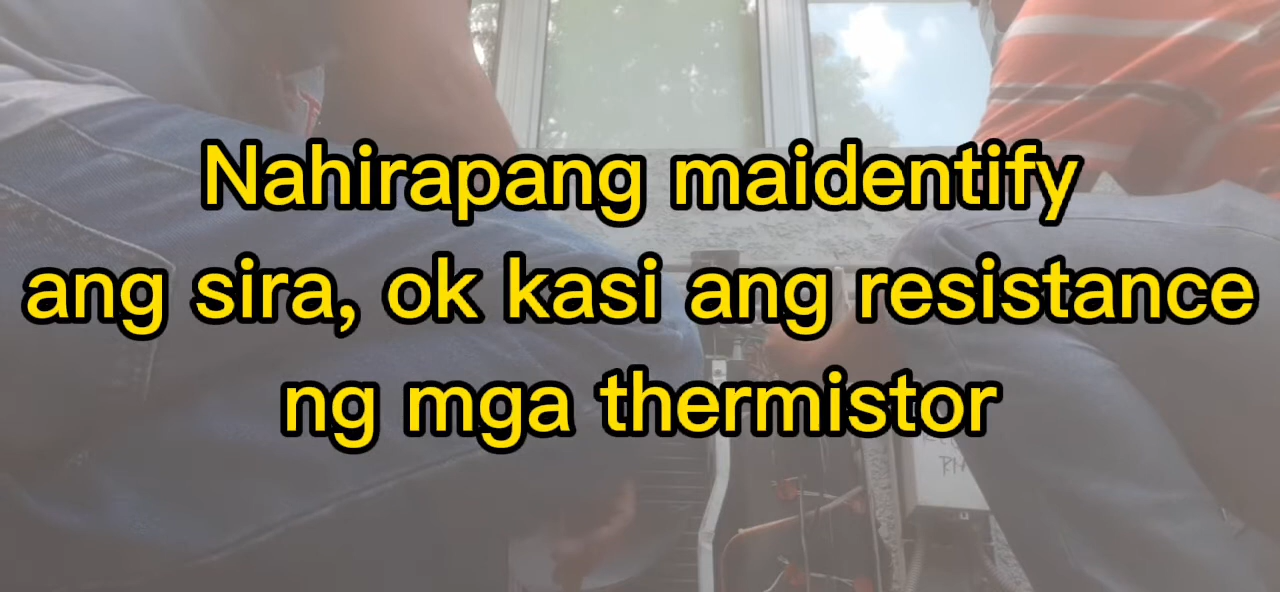 Nahirapang maidentify
ang sira, ok kasi ang resistance
ng mga thermistor